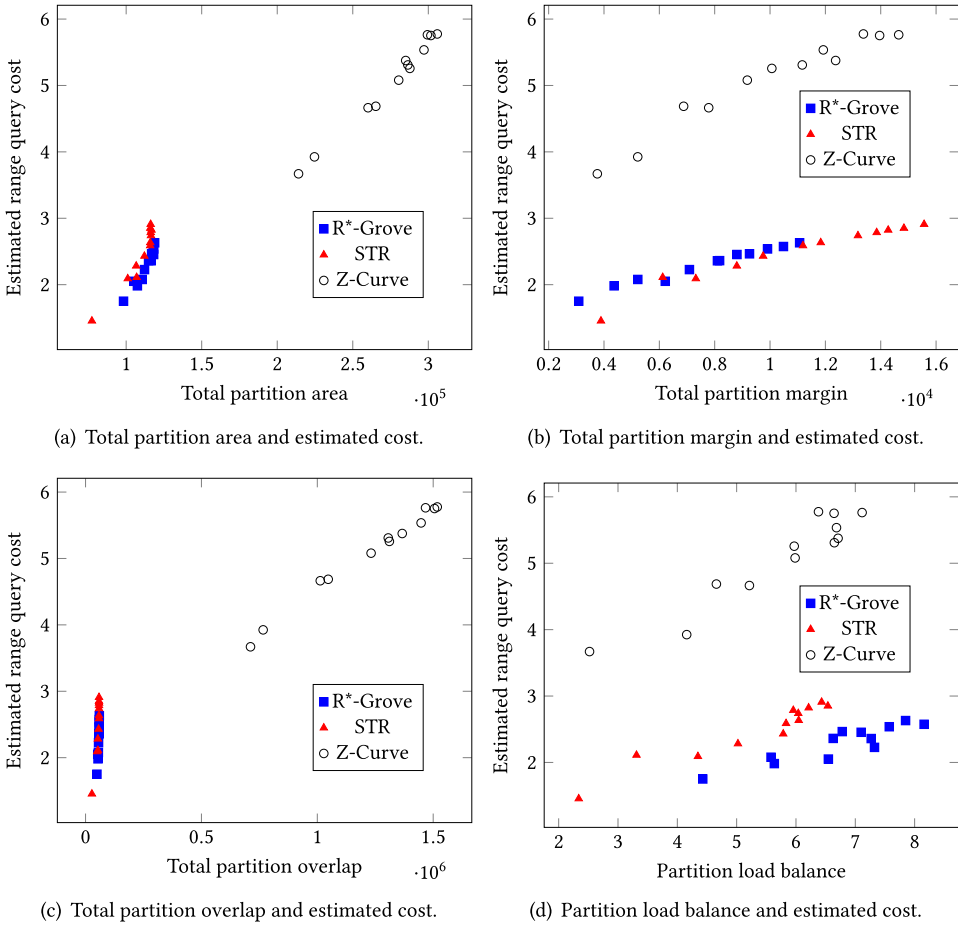 6
5
4
3
2
Estimated range query cost
R*-Grove
STR
Z-Curve
1
1.5
2
2.5
3
·10^5
Total partition area
(a) Total partition area and estimated cost.
6
5
4
3
2
Estimated range query cost
R*-Grove
STR
Z-Curve
0.2
0.4
0.6
0.8
1
1.2
1.4
1.6
·10^4
Total partition margin
(b) Total partition margin and estimated cost.
6
5
4
3
2
Estimated range query cost
R*-Grove
STR
Z-Curve
0
0.5
1
1.5
·10^6
Total partition overlap
(c) Total partition overlap and estimated cost.
6
5
4
3
2
Estimated range query cost
R*-Grove
STR
Z-Curve
2
3
4
5
6
7
8
Partition load balance
(d) Partition load balance and estimated cost.